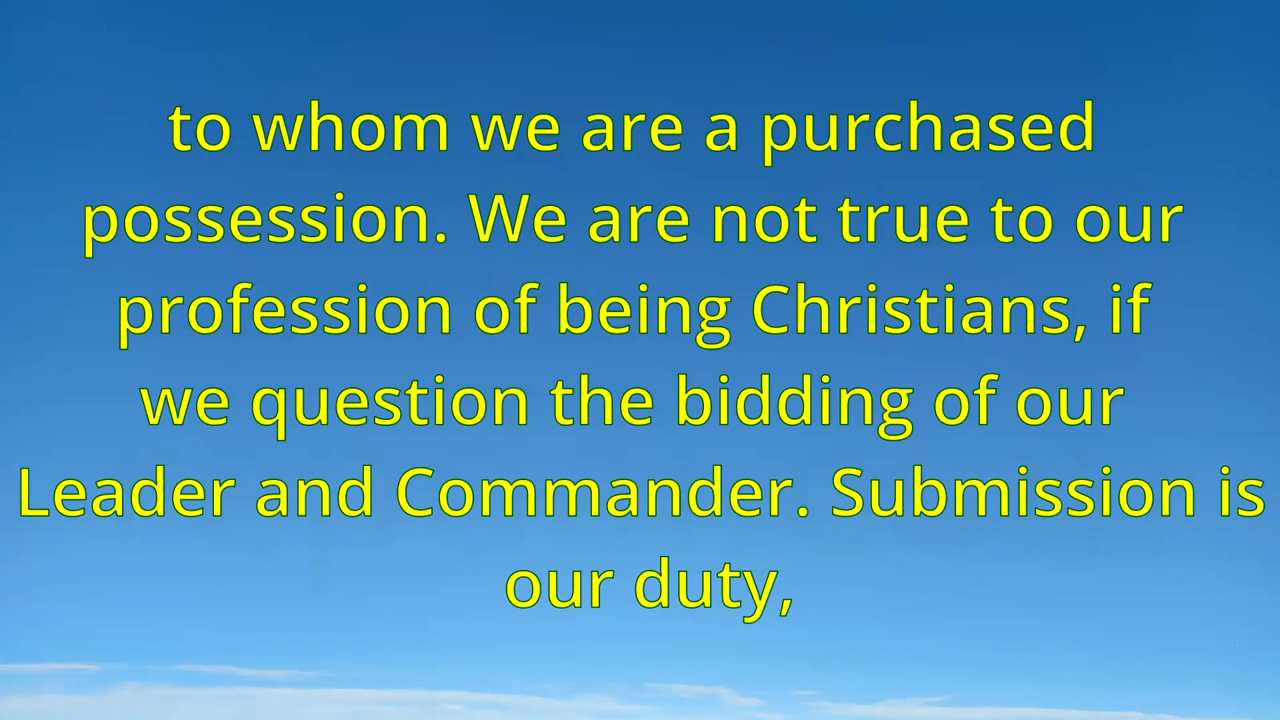 to whom we are a purchased
possession. We are not true to our
profession of being Christians, if
we question the bidding of our
Leader and Commander. Submission is
our duty,